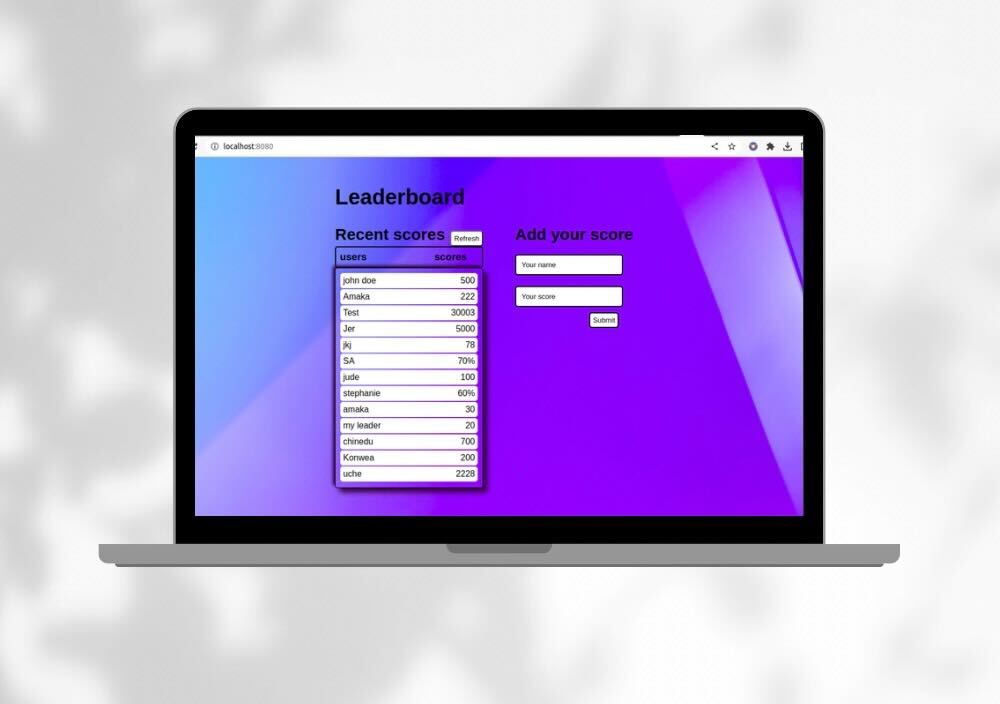 localhost:8080
Leaderboard
Recent scores Refresh
users scores
john doe 500
Amaka 222
Test 30003
Jer 5000
jkj 78
SA 70%
jude 100
stephanie 60%
amaka 30
my leader 20
chinedu 700
Konwea 200
uche 2228
Add your score
Your name
Your score
Submit